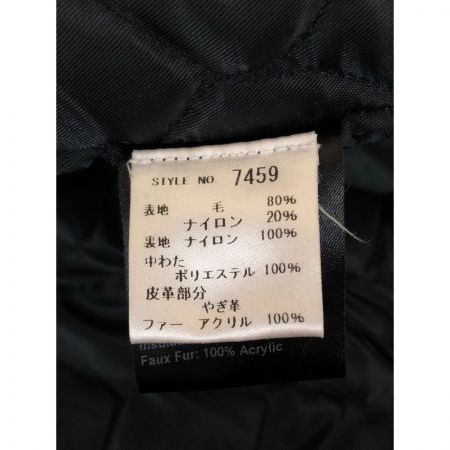 STYLE NO 7459
表地 毛 80%
ナイロン 20%
裏地 ナイロン 100%
中わた
ポリエステル 100%
皮革部分
やぎ革
ファー アクリル 100%
Faux Fur: 100% Acrylic